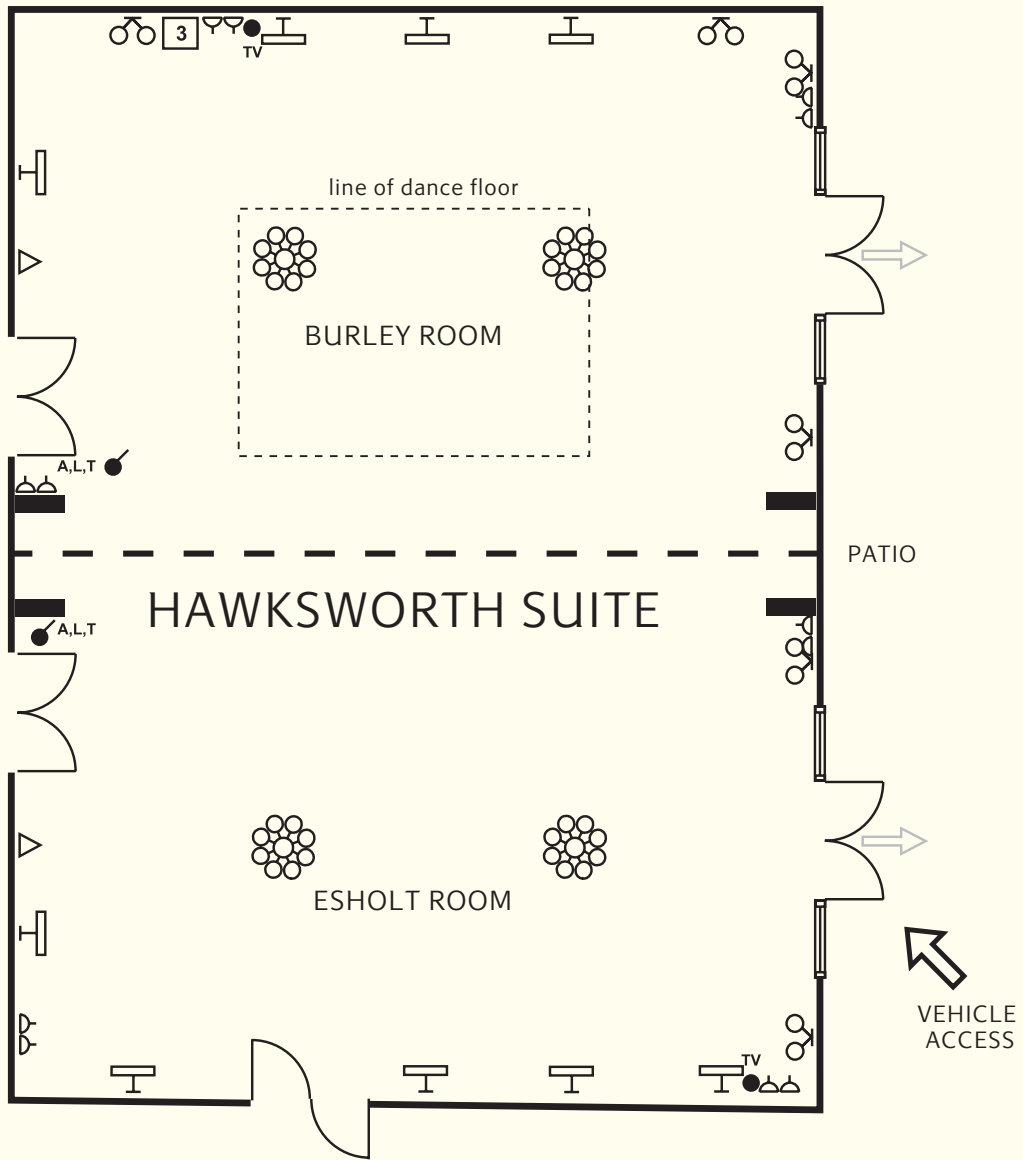 3
TV
line of dance floor
BURLEY ROOM
A,L,T
PATIO
HAWKSWORTH SUITE
A,L,T
ESHOLT ROOM
VEHICLE
ACCESS
TV